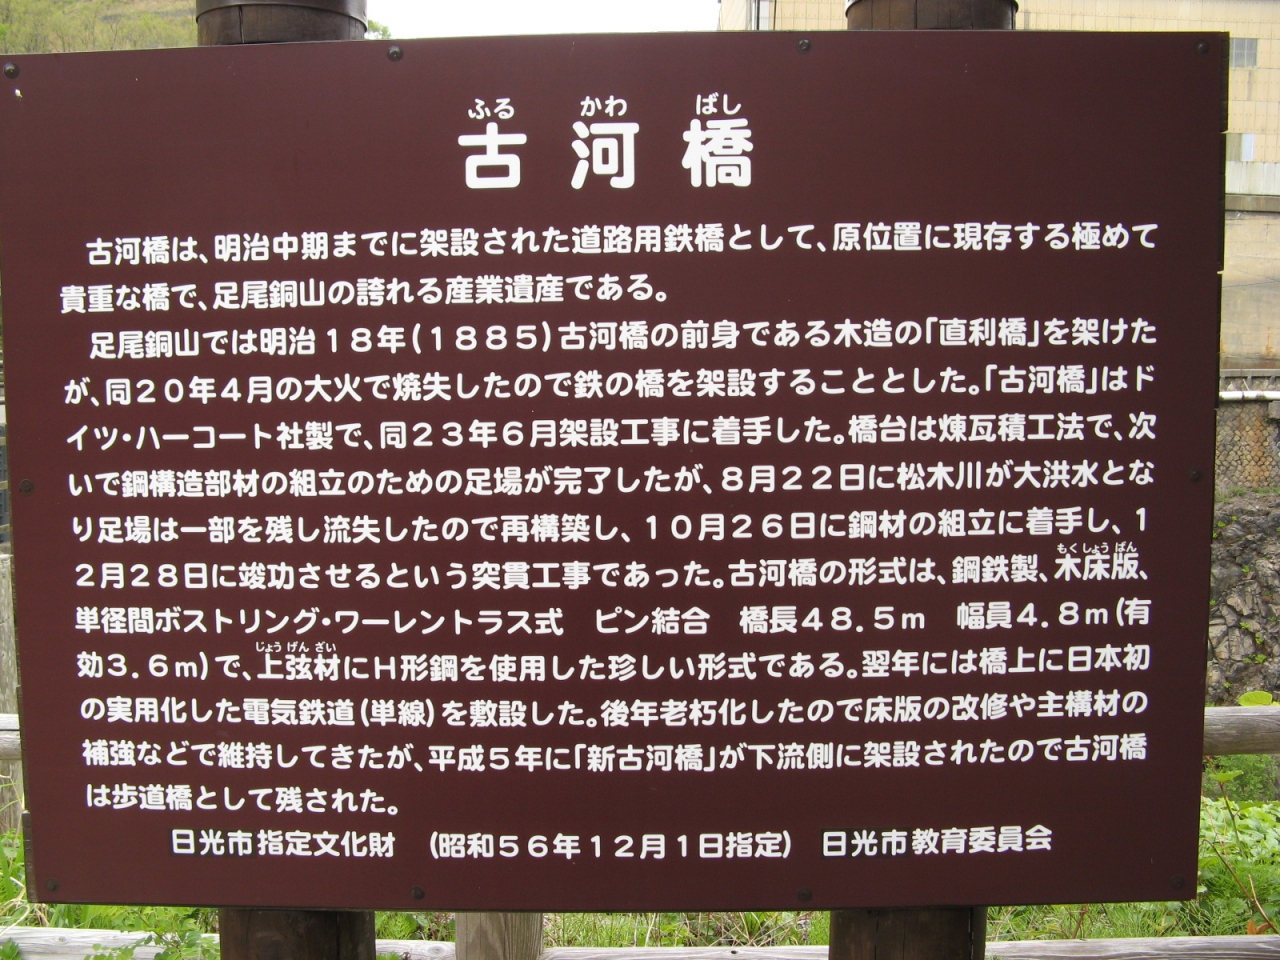 ふる かわ ばし
古河橋
古河橋は、明治中期までに架設された道路用鉄橋として、原位置に現存する極めて
貴重な橋で、足尾銅山の誇れる産業遺産である。
足尾銅山では明治18年(1885)古河橋の前身である木造の「直利橋」を架けた
が、同20年4月の大火で焼失したので鉄の橋を架設することとした。「古河橋」はド
イツ・ハーコート社製で、同23年6月架設工事に着手した。橋台は煉瓦積工法で、次
いで鋼構造部材の組立のための足場が完了したが、8月22日に松木川が大洪水とな
り足場は一部を残し流失したので再構築し、10月26日に鋼材の組立に着手し、1
2月28日に竣功させるという突貫工事であった。古河橋の形式は、鋼鉄製、木床版、
もくしょうばん
単径間ボストリング・ワーレントラス式 ピン結合 橋長48.5m 幅員4.8m(有
効3.6m)で、上弦材にH形鋼を使用した珍しい形式である。翌年には橋上に日本初
じょうげんざい
の実用化した電気鉄道(単線)を敷設した。後年老朽化したので床版の改修や主構材の
補強などで維持してきたが、平成5年に「新古河橋」が下流側に架設されたので古河橋
は歩道橋として残された。
日光市指定文化財 (昭和56年12月1日指定) 日光市教育委員会